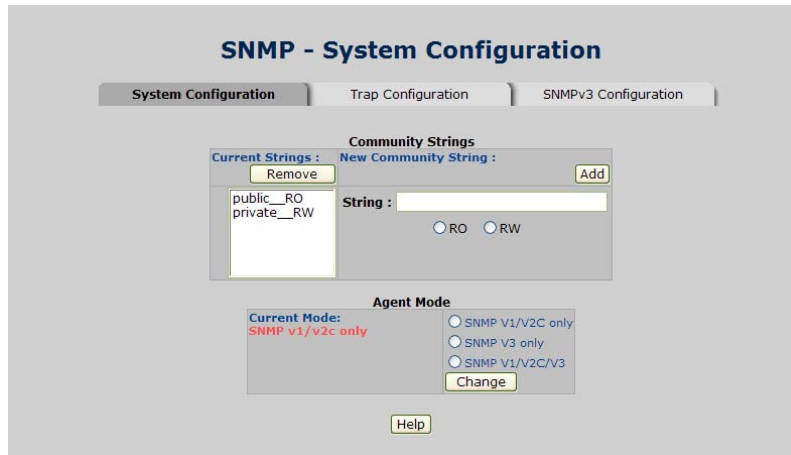 SNMP - System Configuration
System Configuration Trap Configuration SNMPv3 Configuration
Community Strings
Current Strings : New Community String :
Remove Add
public__RO
private__RW
String :
RO RW
Agent Mode
Current Mode:
SNMP v1/v2c only
SNMP V1/V2C only
SNMP V3 only
SNMP V1/V2C/V3
Change
Help